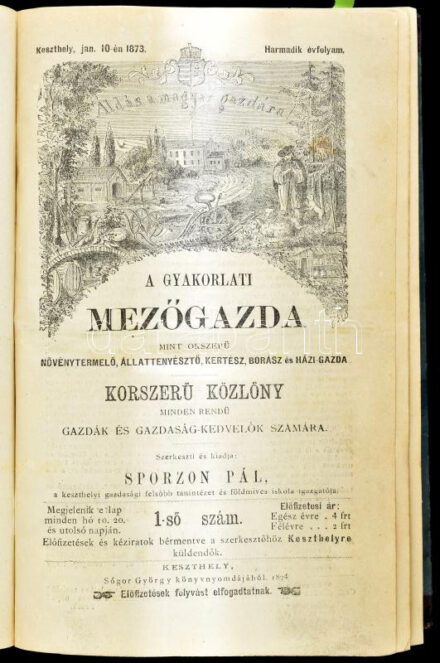 Keszthely, jan. 10-én 1873. Harmadik évfolyam.
Áldás a magyar gazdára!
A GYAKORLATI
MEZŐGAZDA
MINT OKSZERŰ
NÖVÉNYTERMELŐ, ÁLLATTENYÉSZTŐ, KERTÉSZ, BORÁSZ és HÁZI GAZDA.
KORSZERŰ KÖZLÖNY
MINDEN RENDŰ
GAZDÁK ÉS GAZDASÁG-KEDVELŐK SZÁMÁRA.
Szerkeszti és kiadja:
SPORZON PÁL,
a keszthelyi gazdasági felsőbb tanintézet és földmíves iskola igazgatója.
Megjelenik e lap
minden hó 10. 20.
és utolsó napján.
1-ső szám.
Előfizetési ár:
Egész évre . 4 frt
Félévre . . . 2 frt
Előfizetések és kéziratok bérmentve a szerkesztőhöz Keszthelyre
küldendők.
KESZTHELY,
Sógor György könyvnyomdájából. 187
Előfizetések folyvást elfogadtatnak.